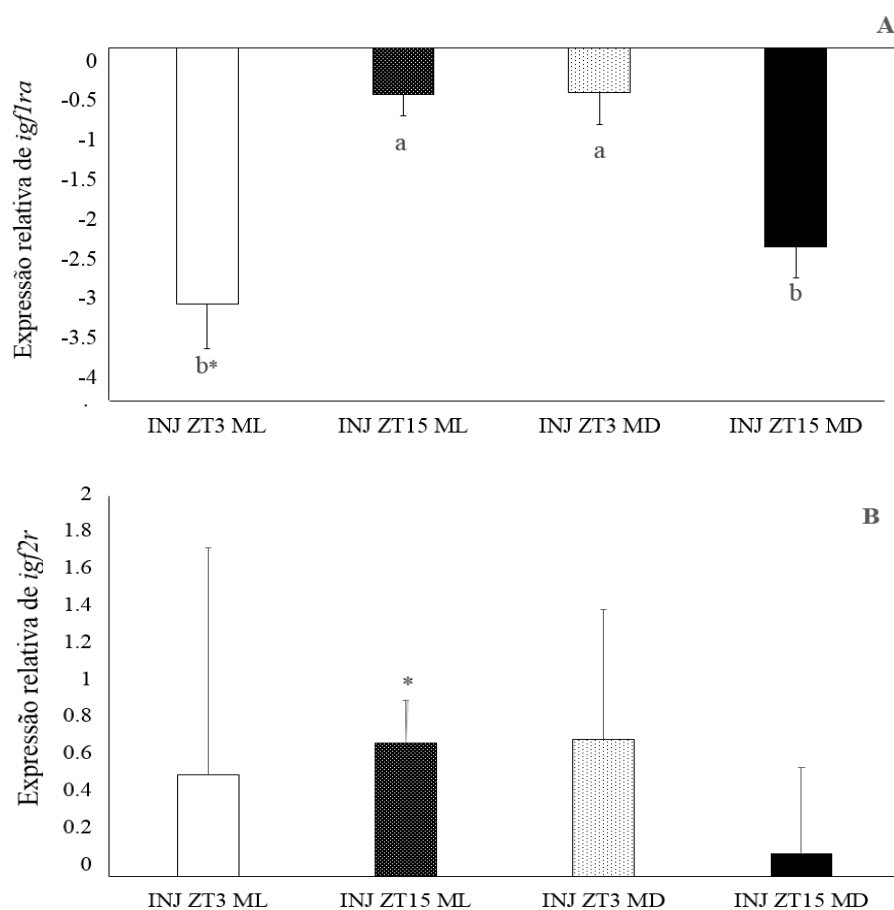 A
Expressão relativa de igf1ra
0
-0.5
-1
-1.5
-2
-2.5
-3
-3.5
-4
.
a
a
b
b*
INJ ZT3 ML
INJ ZT15 ML
INJ ZT3 MD
INJ ZT15 MD
B
Expressão relativa de igf2r
2
1.8
1.6
1.4
1.2
1
0.8
0.6
0.4
0.2
0
*
INJ ZT3 ML
INJ ZT15 ML
INJ ZT3 MD
INJ ZT15 MD